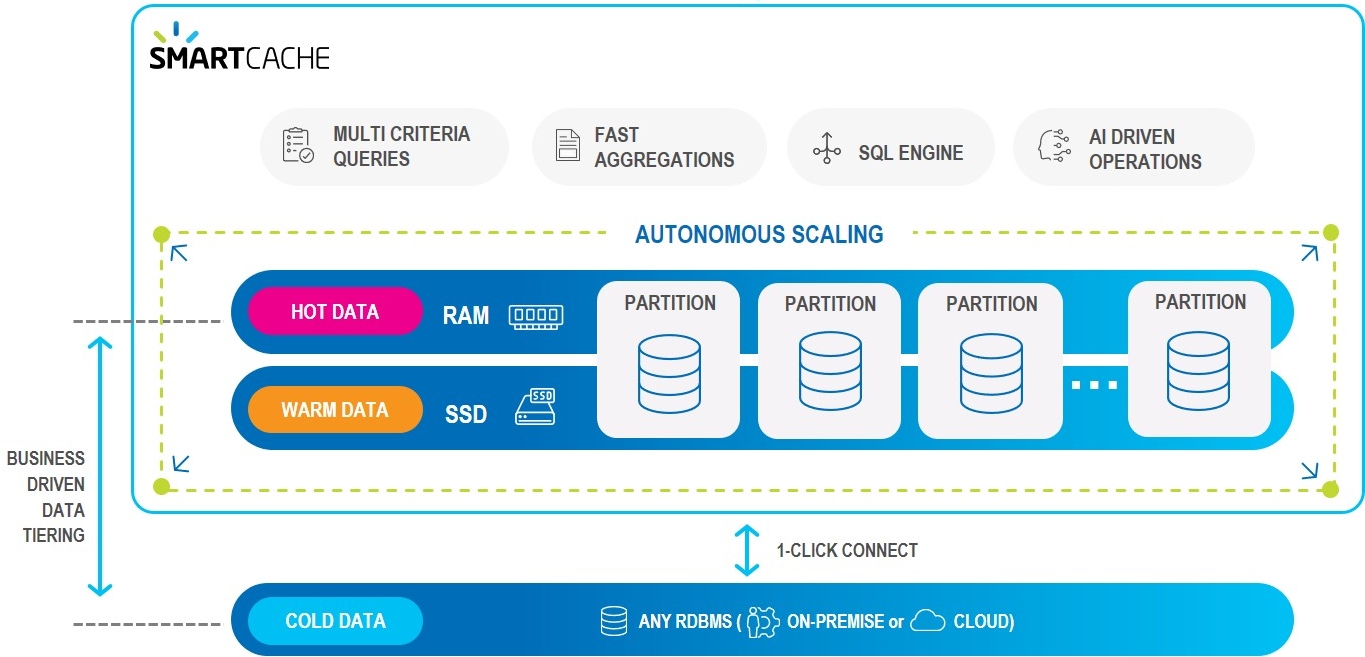 SMARTCACHE
MULTI CRITERIA
QUERIES
FAST
AGGREGATIONS
SQL ENGINE
AI DRIVEN
OPERATIONS
AUTONOMOUS SCALING
HOT DATA
RAM
PARTITION
PARTITION
PARTITION
PARTITION
WARM DATA
SSD
SSD
BUSINESS
DRIVEN
DATA
TIERING
1-CLICK CONNECT
COLD DATA
ANY RDBMS ( ON-PREMISE or CLOUD)